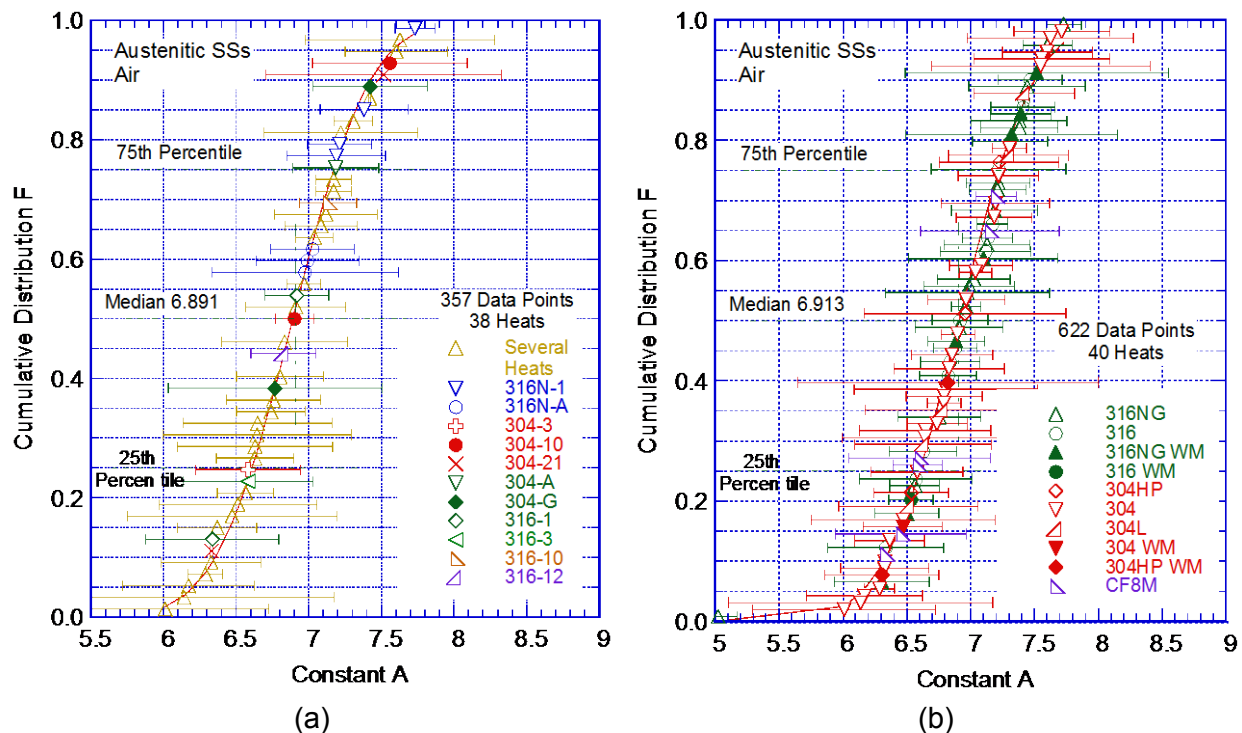 Austenitic SSs
Air
75th Percentile
Median 6.891
357 Data Points
38 Heats
Several
Heats
316N-1
316N-A
304-3
304-10
304-21
304-A
304-G
316-1
316-3
316-10
316-12
25th
Percen tile
Cumulative Distribution F
1.0
0.8
0.6
0.4
0.2
0.0
5.5 6 6.5 7 7.5 8 8.5 9
Constant A
(a)
Austenitic SSs
Air
75th Percentile
Median 6.913
622 Data Points
40 Heats
316NG
316
316NG WM
316 WM
304HP
304
304L
304 WM
304HP WM
CF8M
25th
Percen tile
Cumulative Distribution F
1.0
0.8
0.6
0.4
0.2
0.0
5 5.5 6 6.5 7 7.5 8 8.5 9
Constant A
(b)